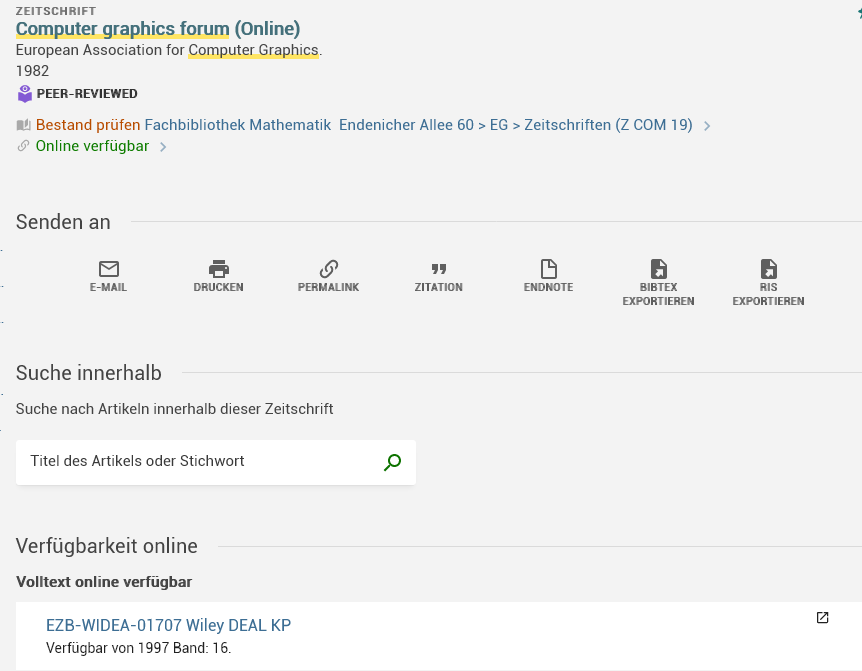 ZEITSCHRIFT
Computer graphics forum (Online)
European Association for Computer Graphics.
1982
PEER-REVIEWED
Bestand prüfen Fachbibliothek Mathematik Endenicher Allee 60 > EG > Zeitschriften (Z COM 19)
Online verfügbar
Senden an
E-MAIL DRUCKEN PERMALINK ZITATION ENDNOTE BIBTEX EXPORTIEREN RIS EXPORTIEREN
Suche innerhalb
Suche nach Artikeln innerhalb dieser Zeitschrift
Titel des Artikels oder Stichwort
Verfügbarkeit online
Volltext online verfügbar
EZB-WIDEA-01707 Wiley DEAL KP
Verfügbar von 1997 Band: 16.